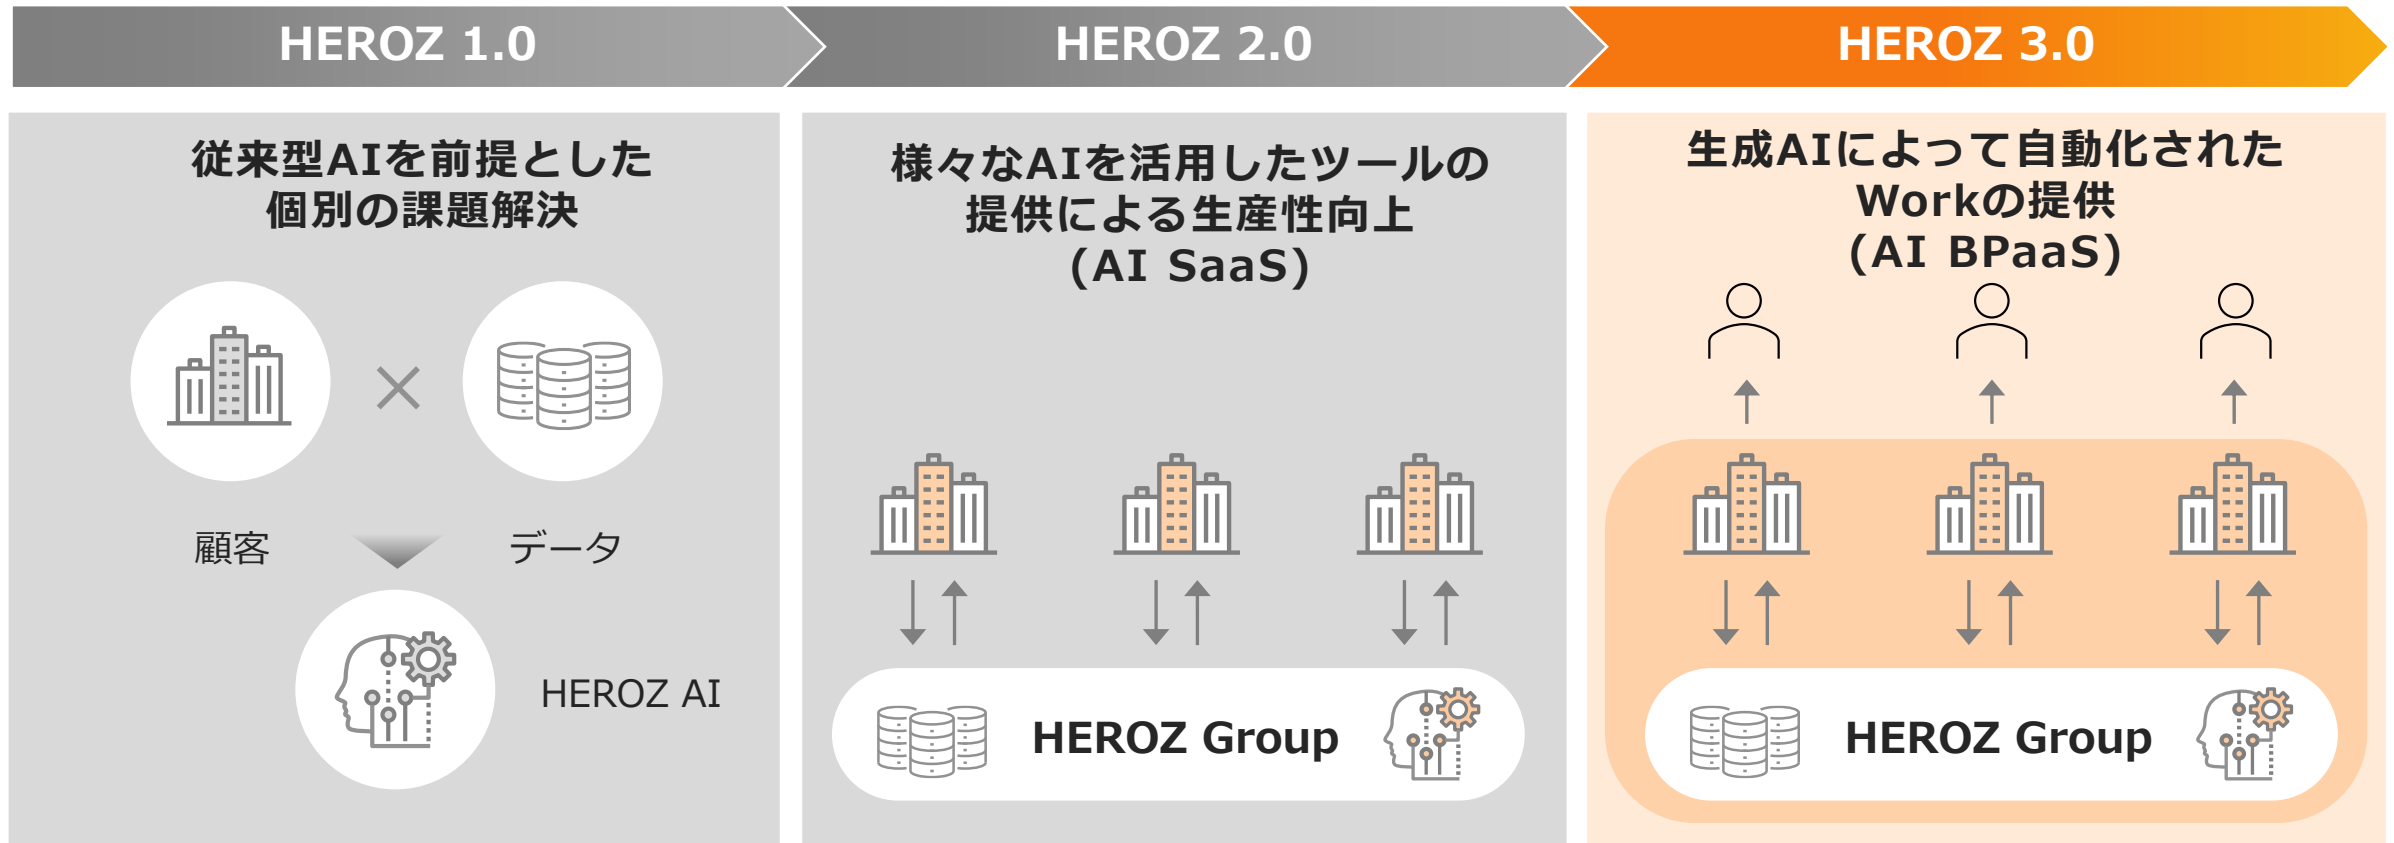 HEROZ 1.0
HEROZ 2.0
HEROZ 3.0
従来型AIを前提とした
個別の課題解決
顧客
データ
HEROZ AI
様々なAIを活用したツールの
提供による生産性向上
(AI SaaS)
HEROZ Group
生成AIによって自動化された
Workの提供
(AI BPaaS)
HEROZ Group